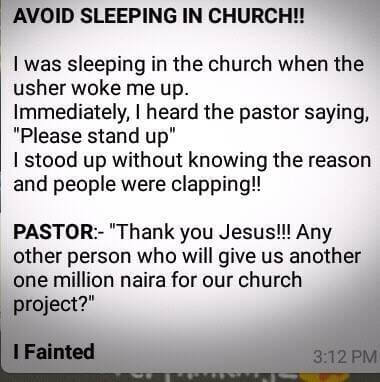 AVOID SLEEPING IN CHURCH!!
I was sleeping in the church when the
usher woke me up.
Immediately, I heard the pastor saying,
"Please stand up"
I stood up without knowing the reason
and people were clapping!!
PASTOR:- "Thank you Jesus!!! Any
other person who will give us another
one million naira for our church
project?"
I Fainted
3:12 PM